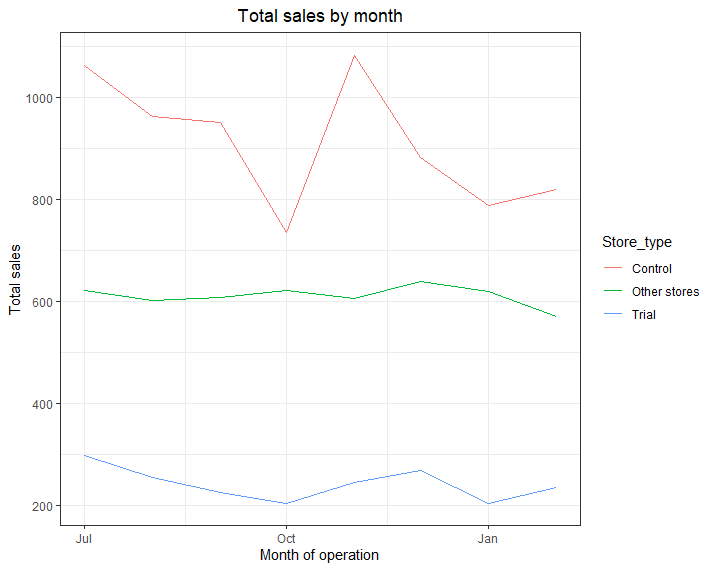 Total sales by month
1000
800
600
400
200
Total sales
Jul
Oct
Jan
Month of operation
Store_type
Control
Other stores
Trial